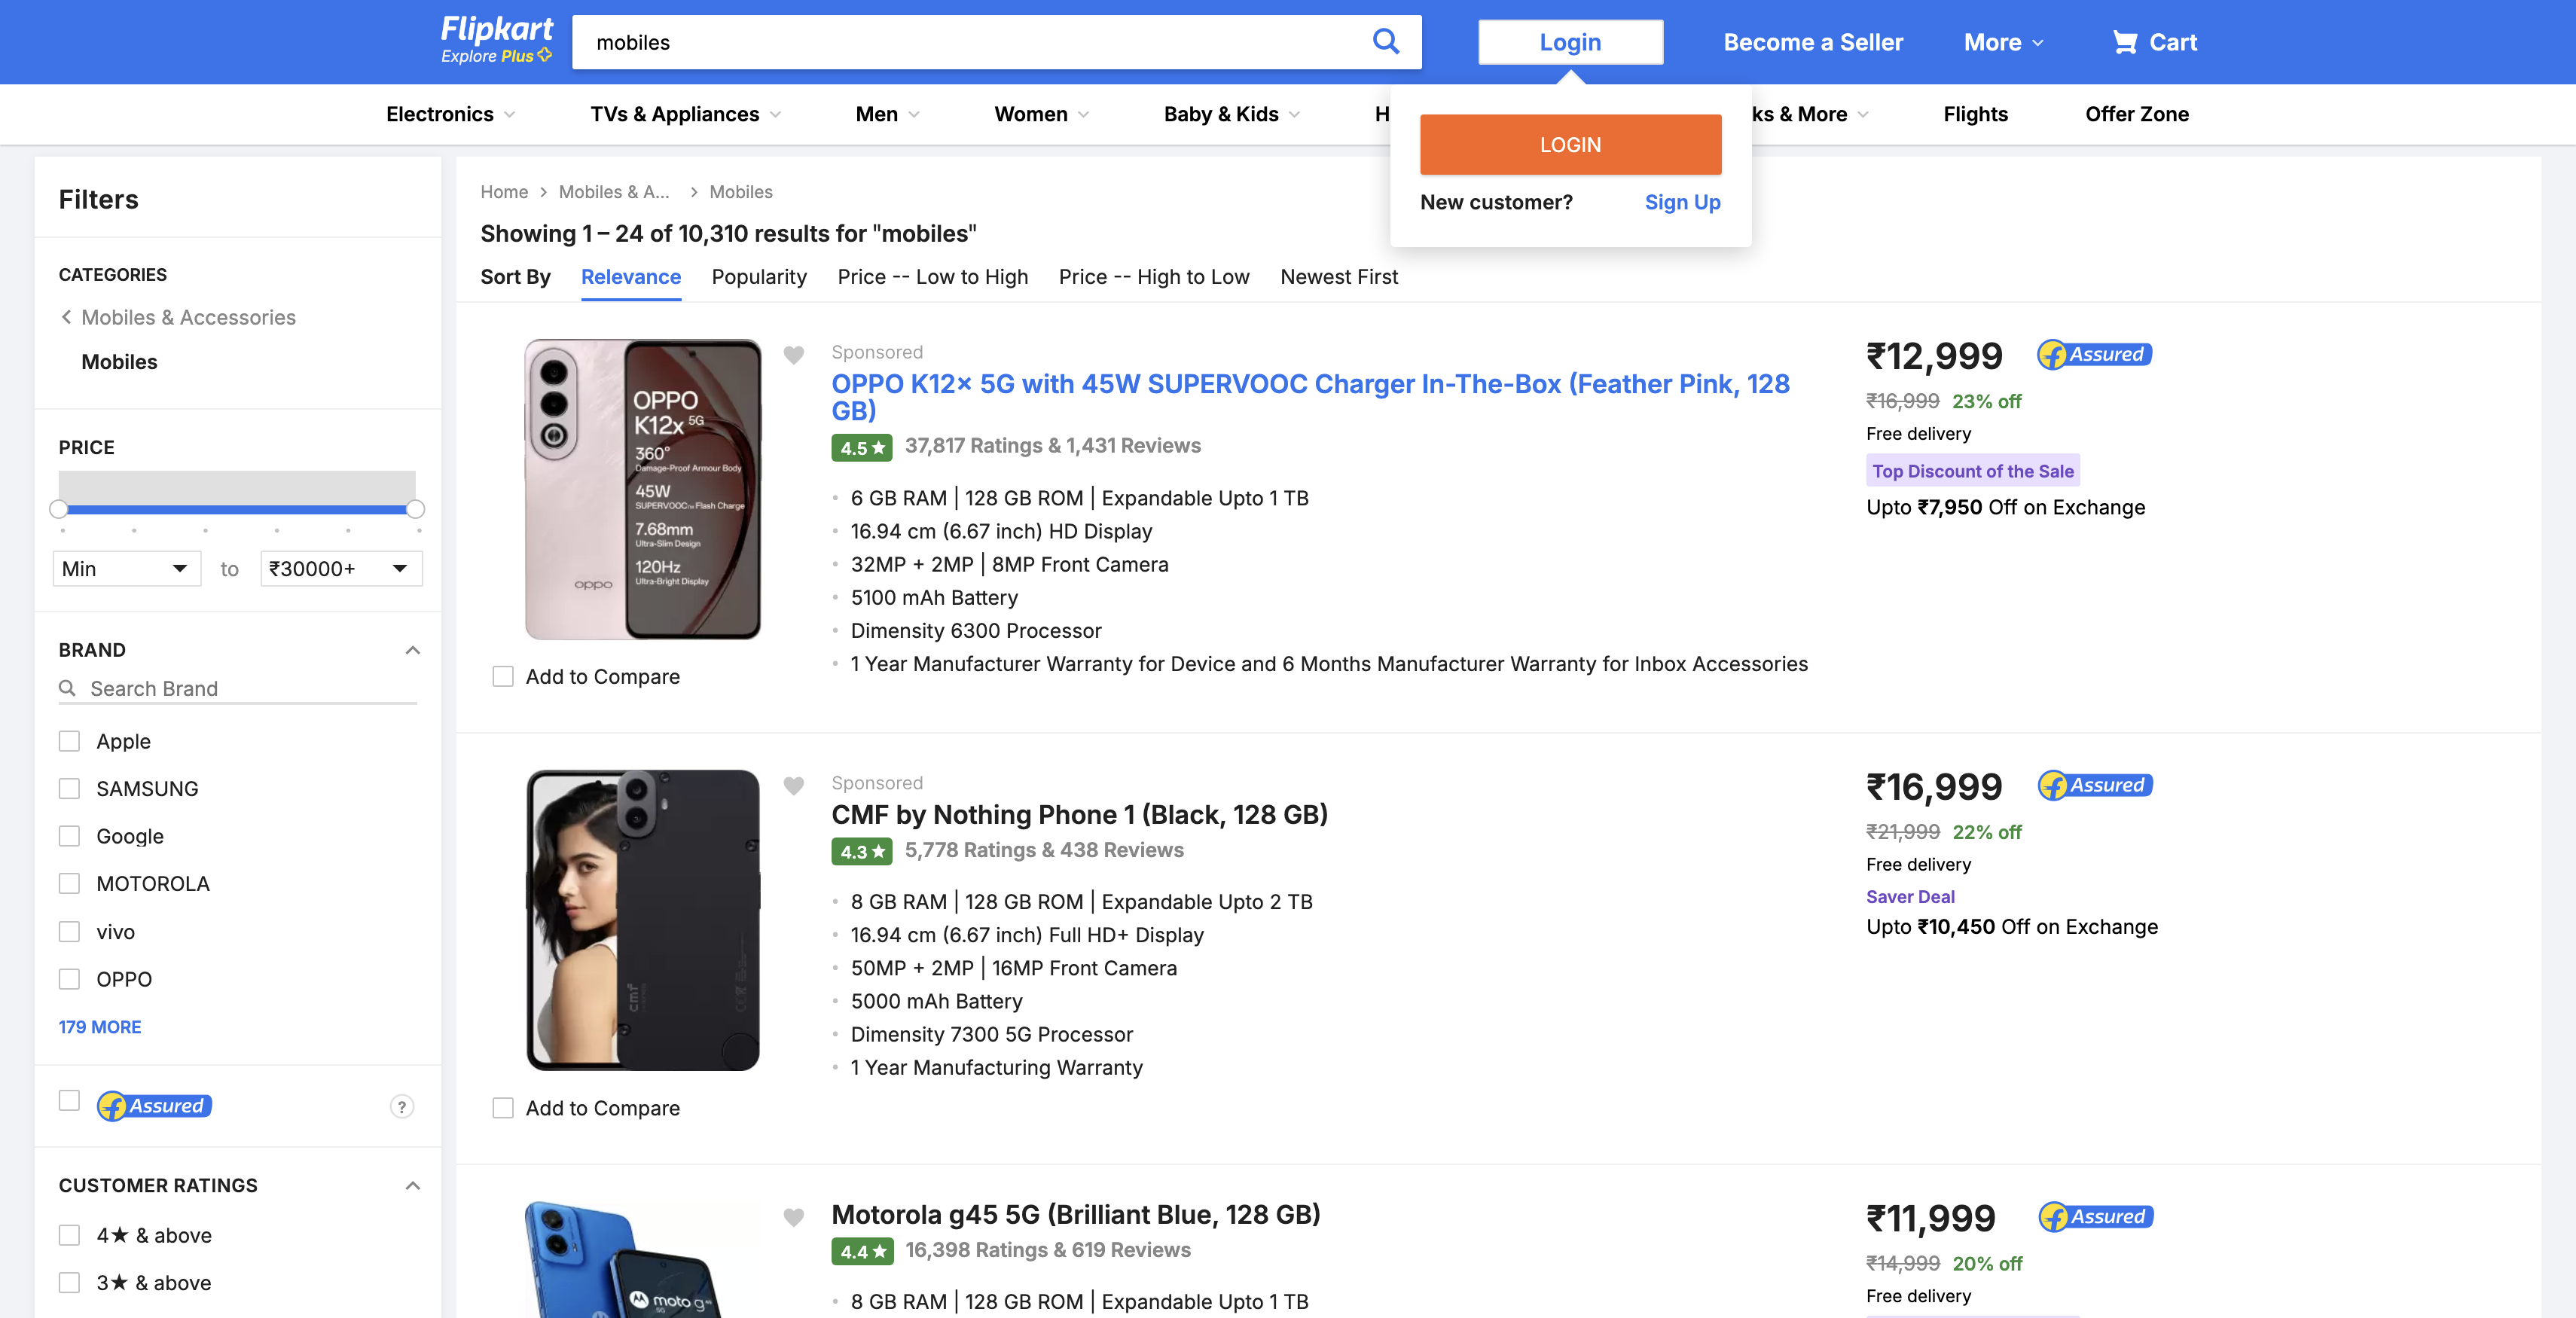 Flipkart
Explore Plus
mobiles
Login
Become a Seller
More
Cart
Electronics
TVs & Appliances
Men
Women
Baby & Kids
H
ks & More
Flights
Offer Zone
LOGIN
New customer?
Sign Up
Filters
CATEGORIES
Mobiles & Accessories
Mobiles
PRICE
Min
to
₹30000+
BRAND
Search Brand
Apple
SAMSUNG
Google
MOTOROLA
vivo
OPPO
179 MORE
Assured
?
CUSTOMER RATINGS
4★ & above
3★ & above
Home > Mobiles & A... > Mobiles
Showing 1 – 24 of 10,310 results for "mobiles"
Sort By
Relevance
Popularity
Price -- Low to High
Price -- High to Low
Newest First
OPPO
K12x 5G
360°
Damage-Proof Armour Body
45W
SUPERVOOC™ Flash Charge
7.68mm
Ultra-Slim Design
120Hz
Ultra-Bright Display
oppo
Add to Compare
Sponsored
OPPO K12x 5G with 45W SUPERVOOC Charger In-The-Box (Feather Pink, 128
GB)
4.5★
37,817 Ratings & 1,431 Reviews
6 GB RAM | 128 GB ROM | Expandable Upto 1 TB
16.94 cm (6.67 inch) HD Display
32MP + 2MP | 8MP Front Camera
5100 mAh Battery
Dimensity 6300 Processor
1 Year Manufacturer Warranty for Device and 6 Months Manufacturer Warranty for Inbox Accessories
₹12,999
Assured
₹16,999 23% off
Free delivery
Top Discount of the Sale
Upto ₹7,950 Off on Exchange
cmf
Add to Compare
Sponsored
CMF by Nothing Phone 1 (Black, 128 GB)
4.3★
5,778 Ratings & 438 Reviews
8 GB RAM | 128 GB ROM | Expandable Upto 2 TB
16.94 cm (6.67 inch) Full HD+ Display
50MP + 2MP | 16MP Front Camera
5000 mAh Battery
Dimensity 7300 5G Processor
1 Year Manufacturing Warranty
₹16,999
Assured
₹21,999 22% off
Free delivery
Saver Deal
Upto ₹10,450 Off on Exchange
moto g45
Motorola g45 5G (Brilliant Blue, 128 GB)
4.4★
16,398 Ratings & 619 Reviews
8 GB RAM | 128 GB ROM | Expandable Upto 1 TB
₹11,999
Assured
₹14,999 20% off
Free delivery